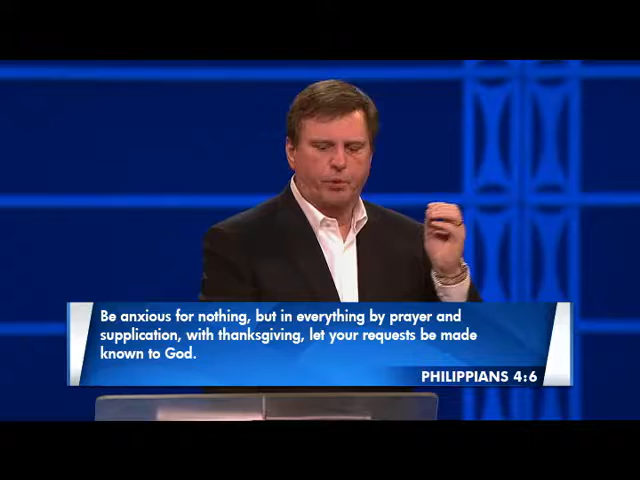 Be anxious for nothing, but in everything by prayer and
supplication, with thanksgiving, let your requests be made
known to God.
PHILIPPIANS 4:6